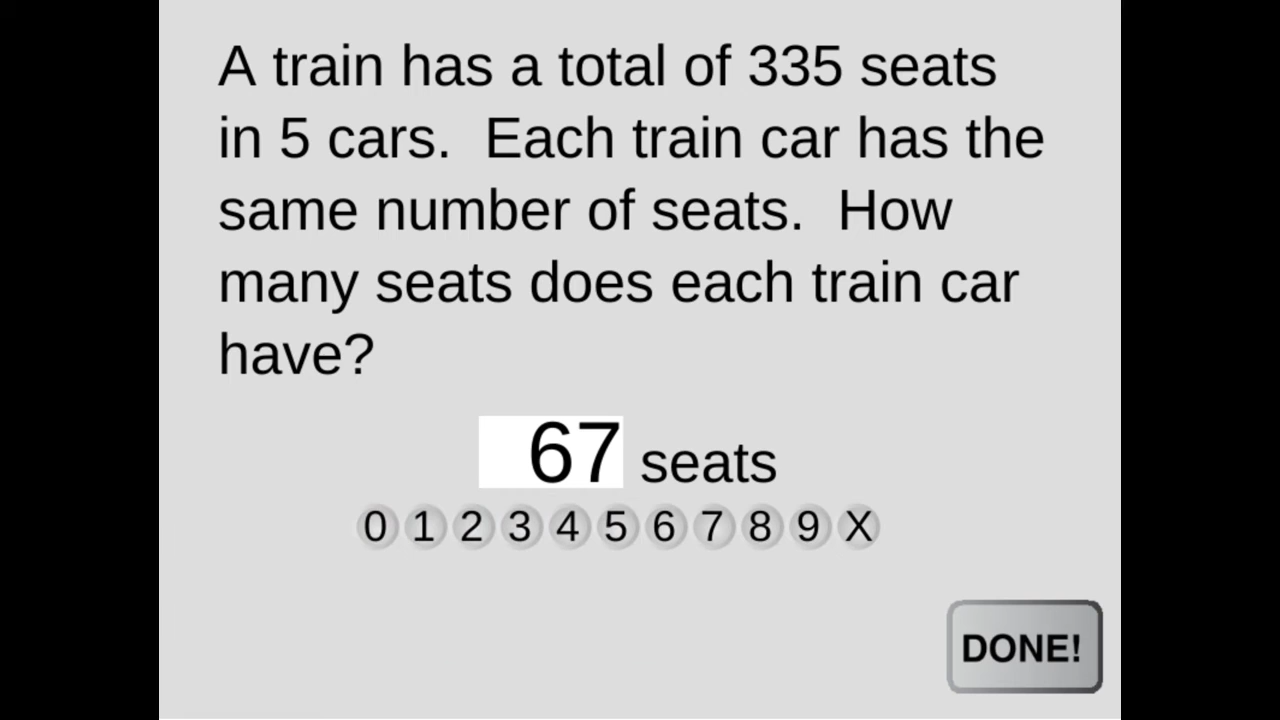 A train has a total of 335 seats
in 5 cars.  Each train car has the
same number of seats.  How
many seats does each train car
have?
67 seats
0 1 2 3 4 5 6 7 8 9 X
DONE!